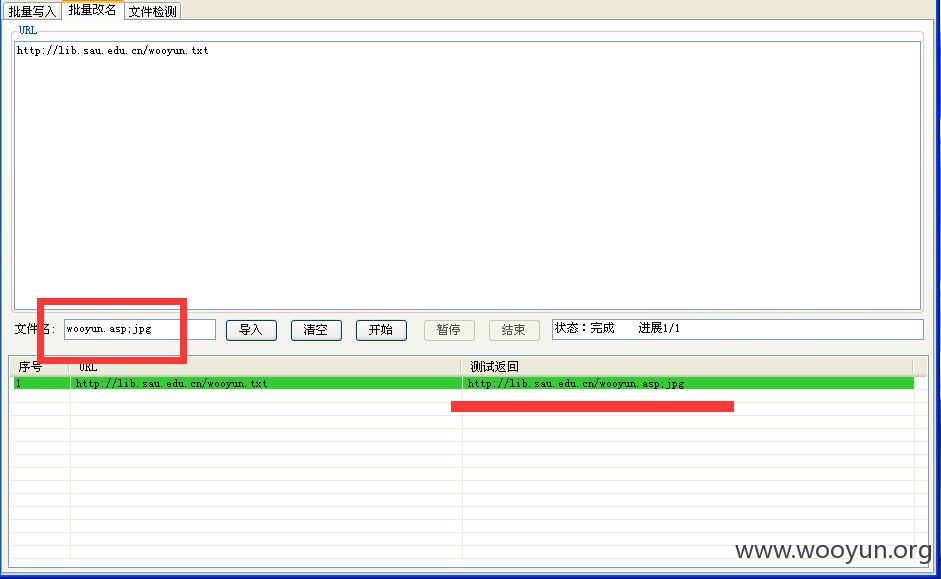 批量写入 批量改名 文件检测
URL
http://lib.sau.edu.cn/wooyun.txt
文件名: wooyun.asp;jpg 导入 清空 开始 暂停 结束 状态：完成 进展1/1
序号 URL 测试返回
1 http://lib.sau.edu.cn/wooyun.txt http://lib.sau.edu.cn/wooyun.asp;jpg
www.wooyun.org